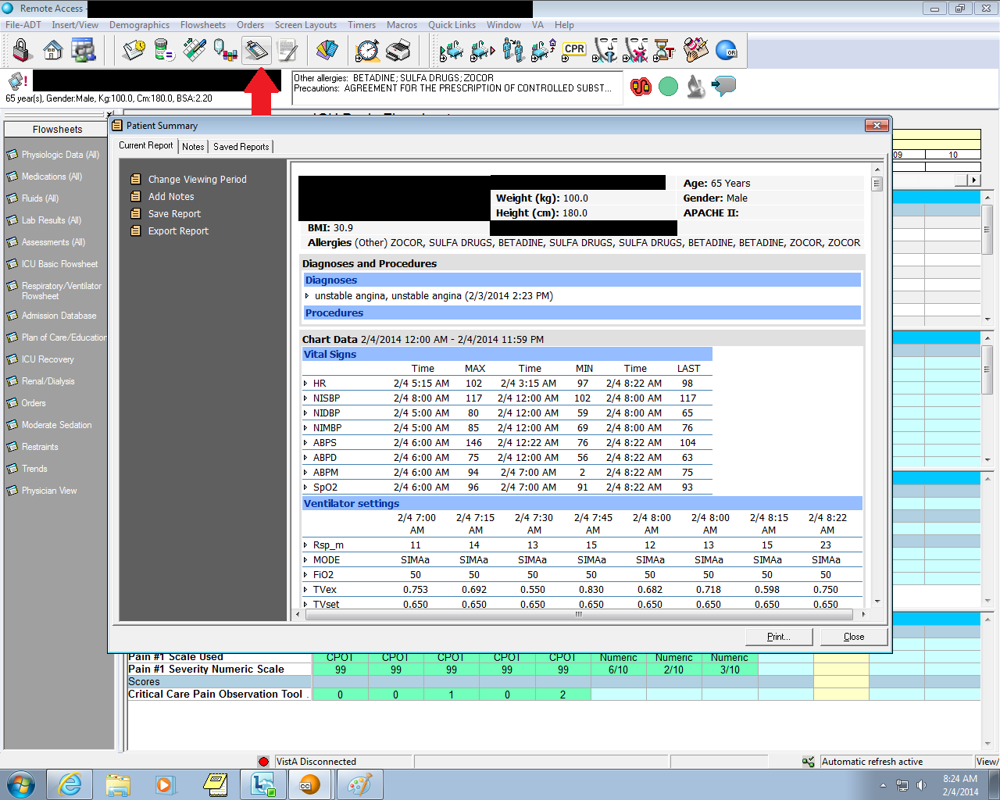 Remote Access -
File-ADT Insert/View Demographics Flowsheets Orders Screen Layouts Timers Macros Quick Links Window VA Help
CPR
OR
Other allergies: BETADINE; SULFA DRUGS; ZOCOR
Precautions: AGREEMENT FOR THE PRESCRIPTION OF CONTROLLED SUBST...
65 year(s), Gender:Male, Kg:100.0, Cm:180.0, BSA:2.20
Flowsheets
Physiologic Data (All)
Medications (All)
Fluids (All)
Lab Results (All)
Assessments (All)
ICU Basic Flowsheet
Respiratory/Ventilator
Flowsheet
Admission Database
Plan of Care/Education
ICU Recovery
Renal/Dialysis
Orders
Moderate Sedation
Restraints
Trends
Physician View
09 10
Patient Summary
Current Report Notes Saved Reports
Change Viewing Period
Add Notes
Save Report
Export Report
Age: 65 Years
Weight (kg): 100.0 Gender: Male
Height (cm): 180.0 APACHE II:
BMI: 30.9
Allergies (Other) ZOCOR, SULFA DRUGS, BETADINE, SULFA DRUGS, SULFA DRUGS, BETADINE, BETADINE, ZOCOR, ZOCOR
Diagnoses and Procedures
Diagnoses
unstable angina, unstable angina (2/3/2014 2:23 PM)
Procedures
Chart Data 2/4/2014 12:00 AM - 2/4/2014 11:59 PM
Vital Signs
Time MAX Time MIN Time LAST
HR 2/4 5:15 AM 102 2/4 3:15 AM 97 2/4 8:22 AM 98
NISBP 2/4 8:00 AM 117 2/4 12:00 AM 102 2/4 8:00 AM 117
NIDBP 2/4 5:00 AM 80 2/4 12:00 AM 59 2/4 8:00 AM 65
NIMBP 2/4 5:00 AM 85 2/4 12:00 AM 69 2/4 8:00 AM 76
ABPS 2/4 6:00 AM 146 2/4 12:22 AM 76 2/4 8:22 AM 104
ABPD 2/4 6:00 AM 75 2/4 12:00 AM 56 2/4 8:22 AM 63
ABPM 2/4 6:00 AM 94 2/4 7:00 AM 2 2/4 8:22 AM 75
SpO2 2/4 6:00 AM 96 2/4 7:00 AM 91 2/4 8:22 AM 93
Ventilator settings
2/4 7:00 2/4 7:15 2/4 7:30 2/4 7:45 2/4 8:00 2/4 8:00 2/4 8:15 2/4 8:22
AM AM AM AM AM AM AM AM
Rsp_m 11 14 13 15 12 13 15 23
MODE SIMAa SIMAa SIMAa SIMAa SIMAa SIMAa SIMAa SIMAa
FiO2 50 50 50 50 50 50 50 50
TVex 0.753 0.692 0.550 0.830 0.682 0.718 0.598 0.750
TVset 0.650 0.650 0.650 0.650 0.650 0.650 0.650 0.650
Print... Close
Pain #1 Scale Used CPOT CPOT CPOT CPOT CPOT Numeric Numeric Numeric
Pain #1 Severity Numeric Scale 99 99 99 99 99 6/10 2/10 3/10
Scores
Critical Care Pain Observation Tool . 0 0 1 0 2
VistA Disconnected Automatic refresh active View/
CC
8:24 AM
2/4/2014